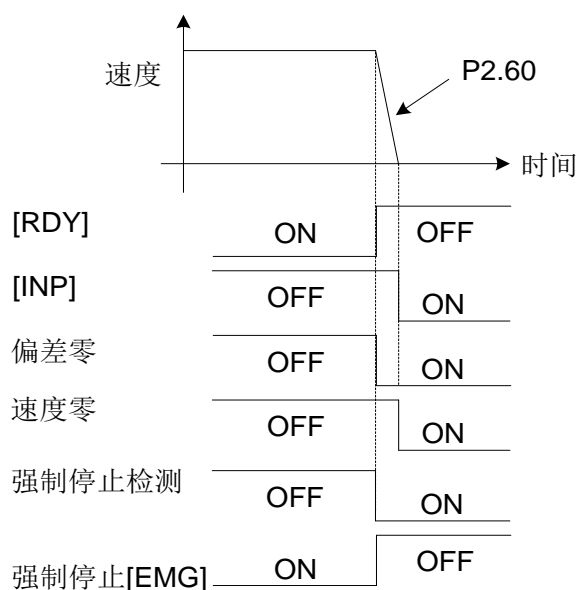 速度
P2.60
时间
[RDY] ON OFF
[INP] OFF ON
偏差零 OFF ON
速度零 OFF ON
强制停止检测 OFF ON
强制停止[EMG] ON OFF